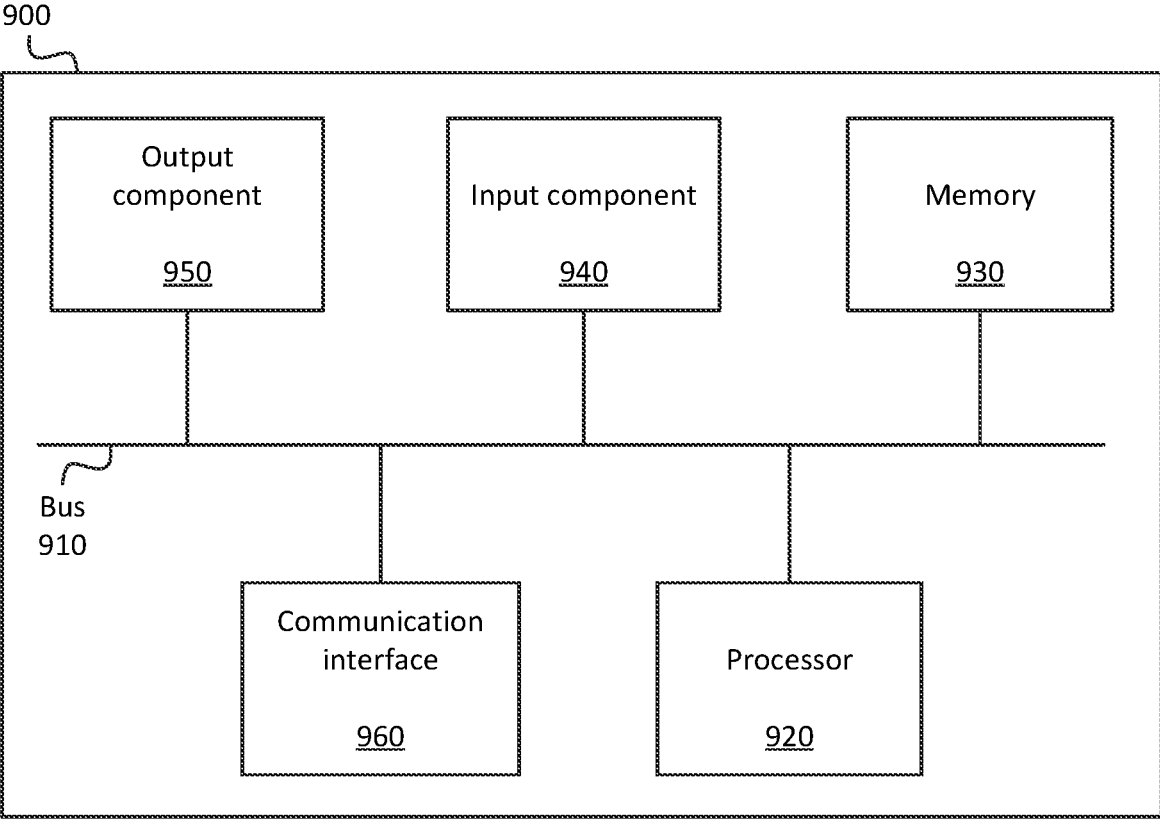 900
Output
component
950
Input component
940
Memory
930
Bus
910
Communication
interface
960
Processor
920